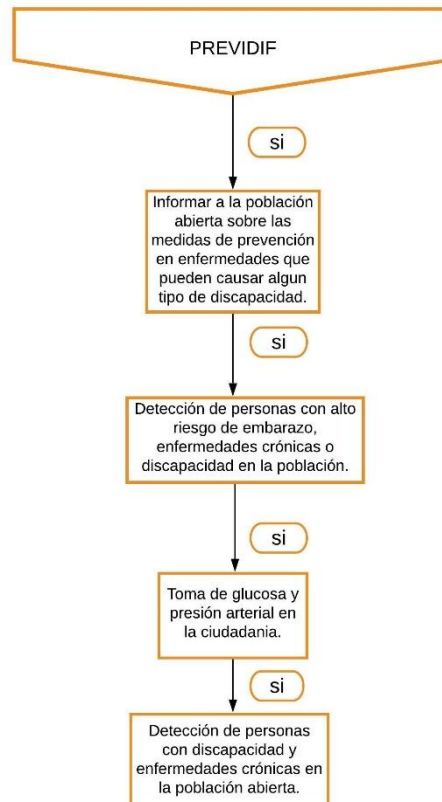 PREVIDIF
si
Informar a la población
abierta sobre las
medidas de prevención
en enfermedades que
pueden causar algun
tipo de discapacidad.
si
Detección de personas con alto
riesgo de embarazo,
enfermedades crónicas o
discapacidad en la población.
si
Toma de glucosa y
presión arterial en
la ciudadania.
si
Detección de personas
con discapacidad y
enfermedades crónicas en
la población abierta.